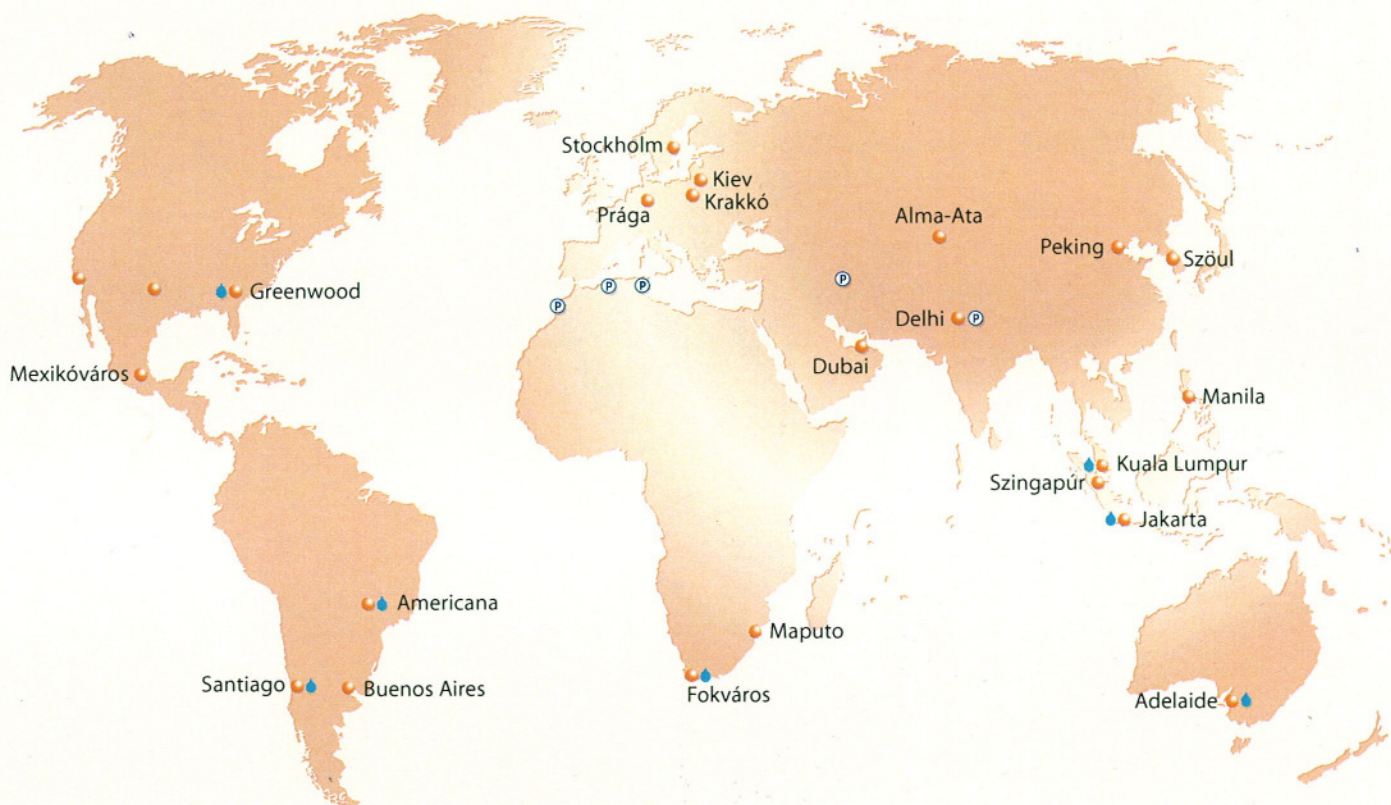 Stockholm
Kiev
Krakkó
Prága
Alma-Ata
Peking
Szöul
P
Greenwood
P
P
P
Delhi
P
Dubai
Mexikóváros
Manila
Kuala Lumpur
Szingapúr
Jakarta
Americana
Maputo
Santiago
Buenos Aires
Fokváros
Adelaide